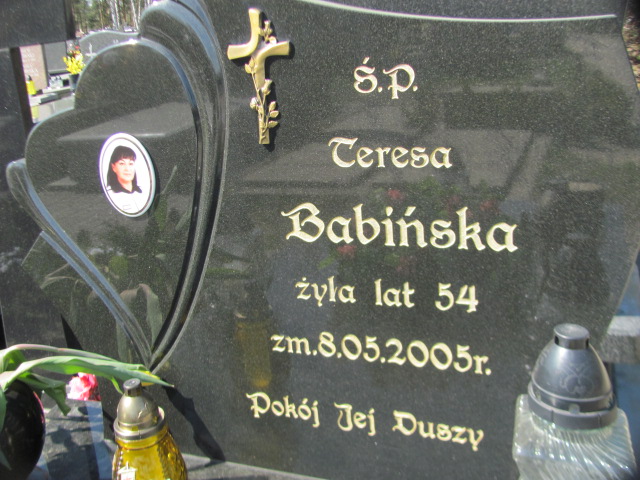 Ś.P.
Teresa
Babińska
żyła lat 54
zm.8.05.2005r.
Pokój Jej Duszy